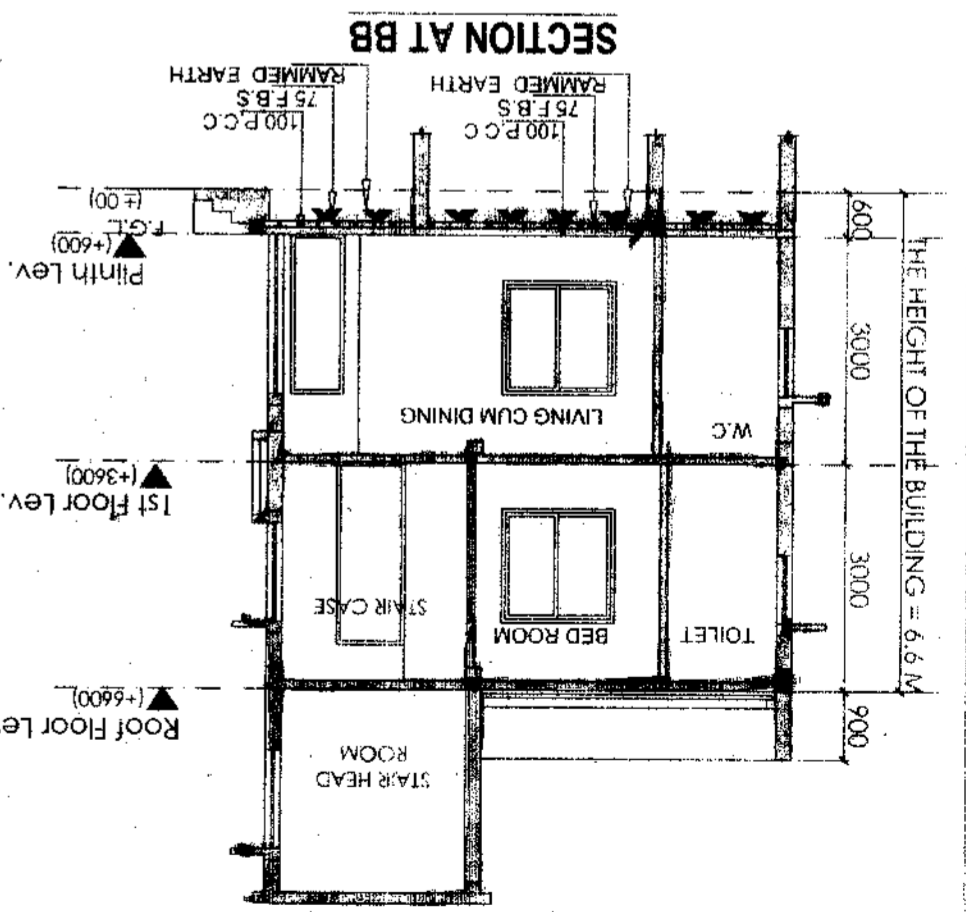 STAIR HEAD
ROOM
900
Roof Floor Lev
(+6600)
TOILET
BED ROOM
STAIR CASE
3000
1st Floor Lev.
(+3600)
W.C
LIVING CUM DINING
3000
THE HEIGHT OF THE BUILDING = 6.6 M
Plinth Lev.
(+600)
F.G.L
(±00)
600
100 P.C.C
75 F.B.S
RAMMED EARTH
100 P.C.C
75 F.B.S
RAMMED EARTH
SECTION AT BB